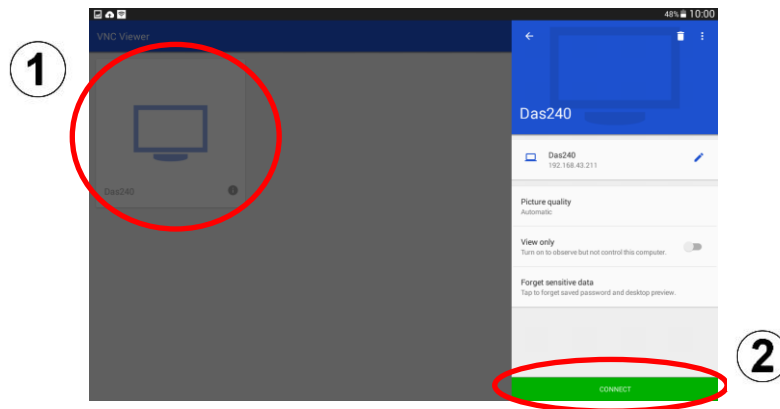 48% 10:00
VNC Viewer
1
Das240
Das240
Das240
192.168.43.211
Picture quality
Automatic
View only
Turn on to observe but not control this computer.
Forget sensitive data
Tap to forget saved password and desktop preview.
2
CONNECT